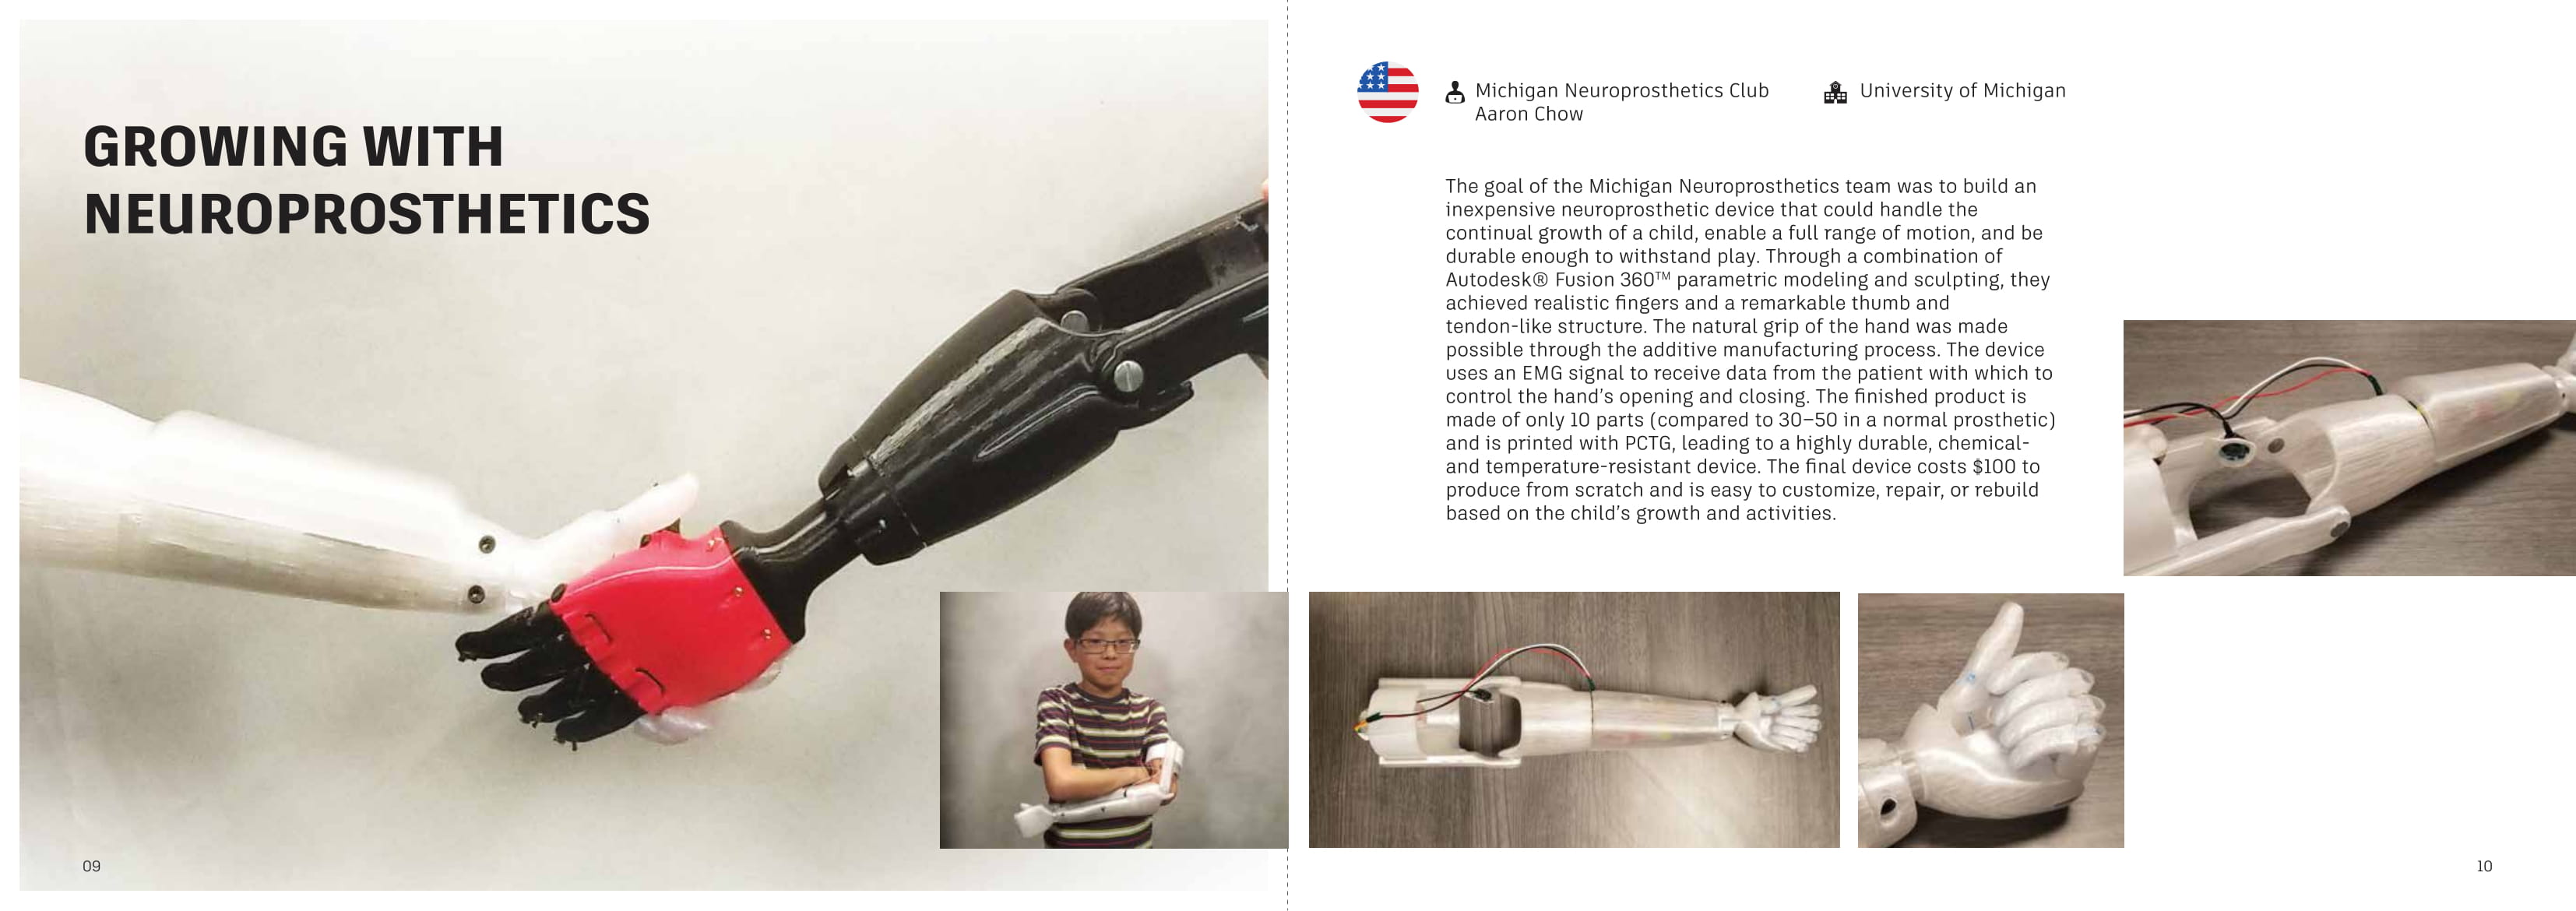 GROWING WITH
NEUROPROSTHETICS
09
Michigan Neuroprosthetics Club
Aaron Chow
University of Michigan
The goal of the Michigan Neuroprosthetics team was to build an
inexpensive neuroprosthetic device that could handle the
continual growth of a child, enable a full range of motion, and be
durable enough to withstand play. Through a combination of
Autodesk® Fusion 360™ parametric modeling and sculpting, they
achieved realistic fingers and a remarkable thumb and
tendon-like structure. The natural grip of the hand was made
possible through the additive manufacturing process. The device
uses an EMG signal to receive data from the patient with which to
control the hand’s opening and closing. The finished product is
made of only 10 parts (compared to 30–50 in a normal prosthetic)
and is printed with PCTG, leading to a highly durable, chemical-
and temperature-resistant device. The final device costs $100 to
produce from scratch and is easy to customize, repair, or rebuild
based on the child’s growth and activities.
10